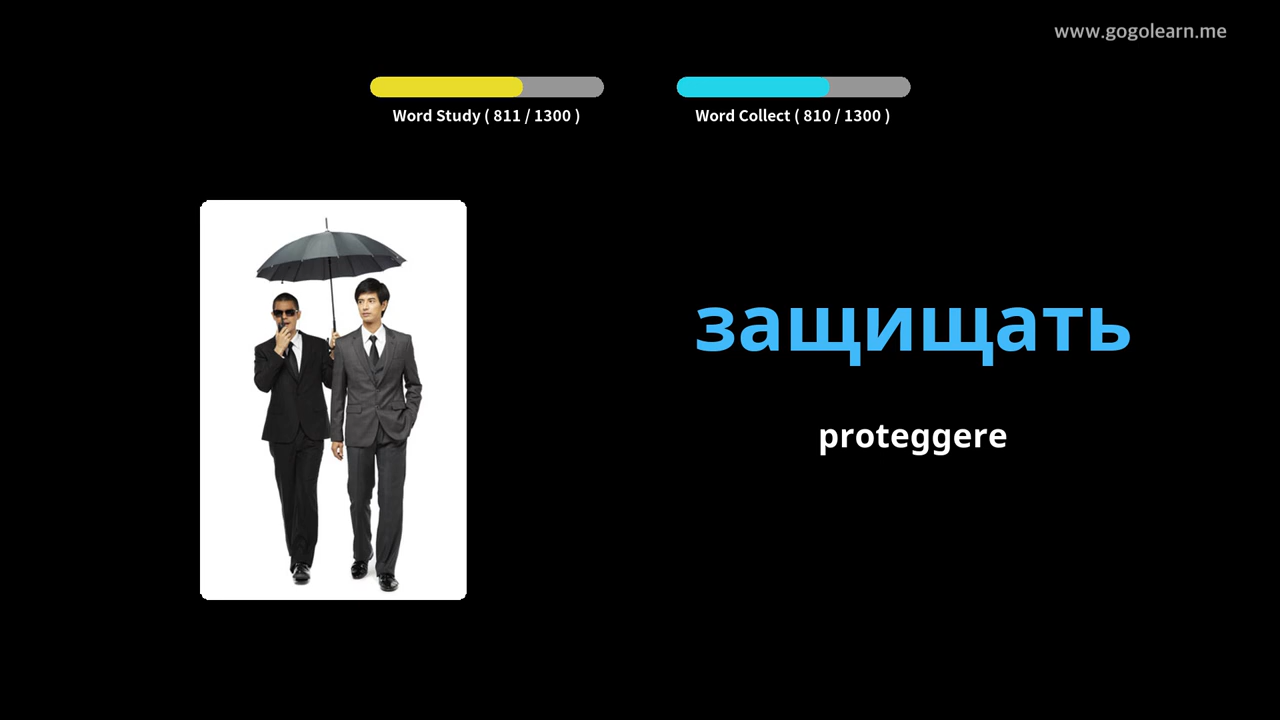 www.gogolearn.me
Word Study ( 811 / 1300 )
Word Collect ( 810 / 1300 )
защищать
proteggere